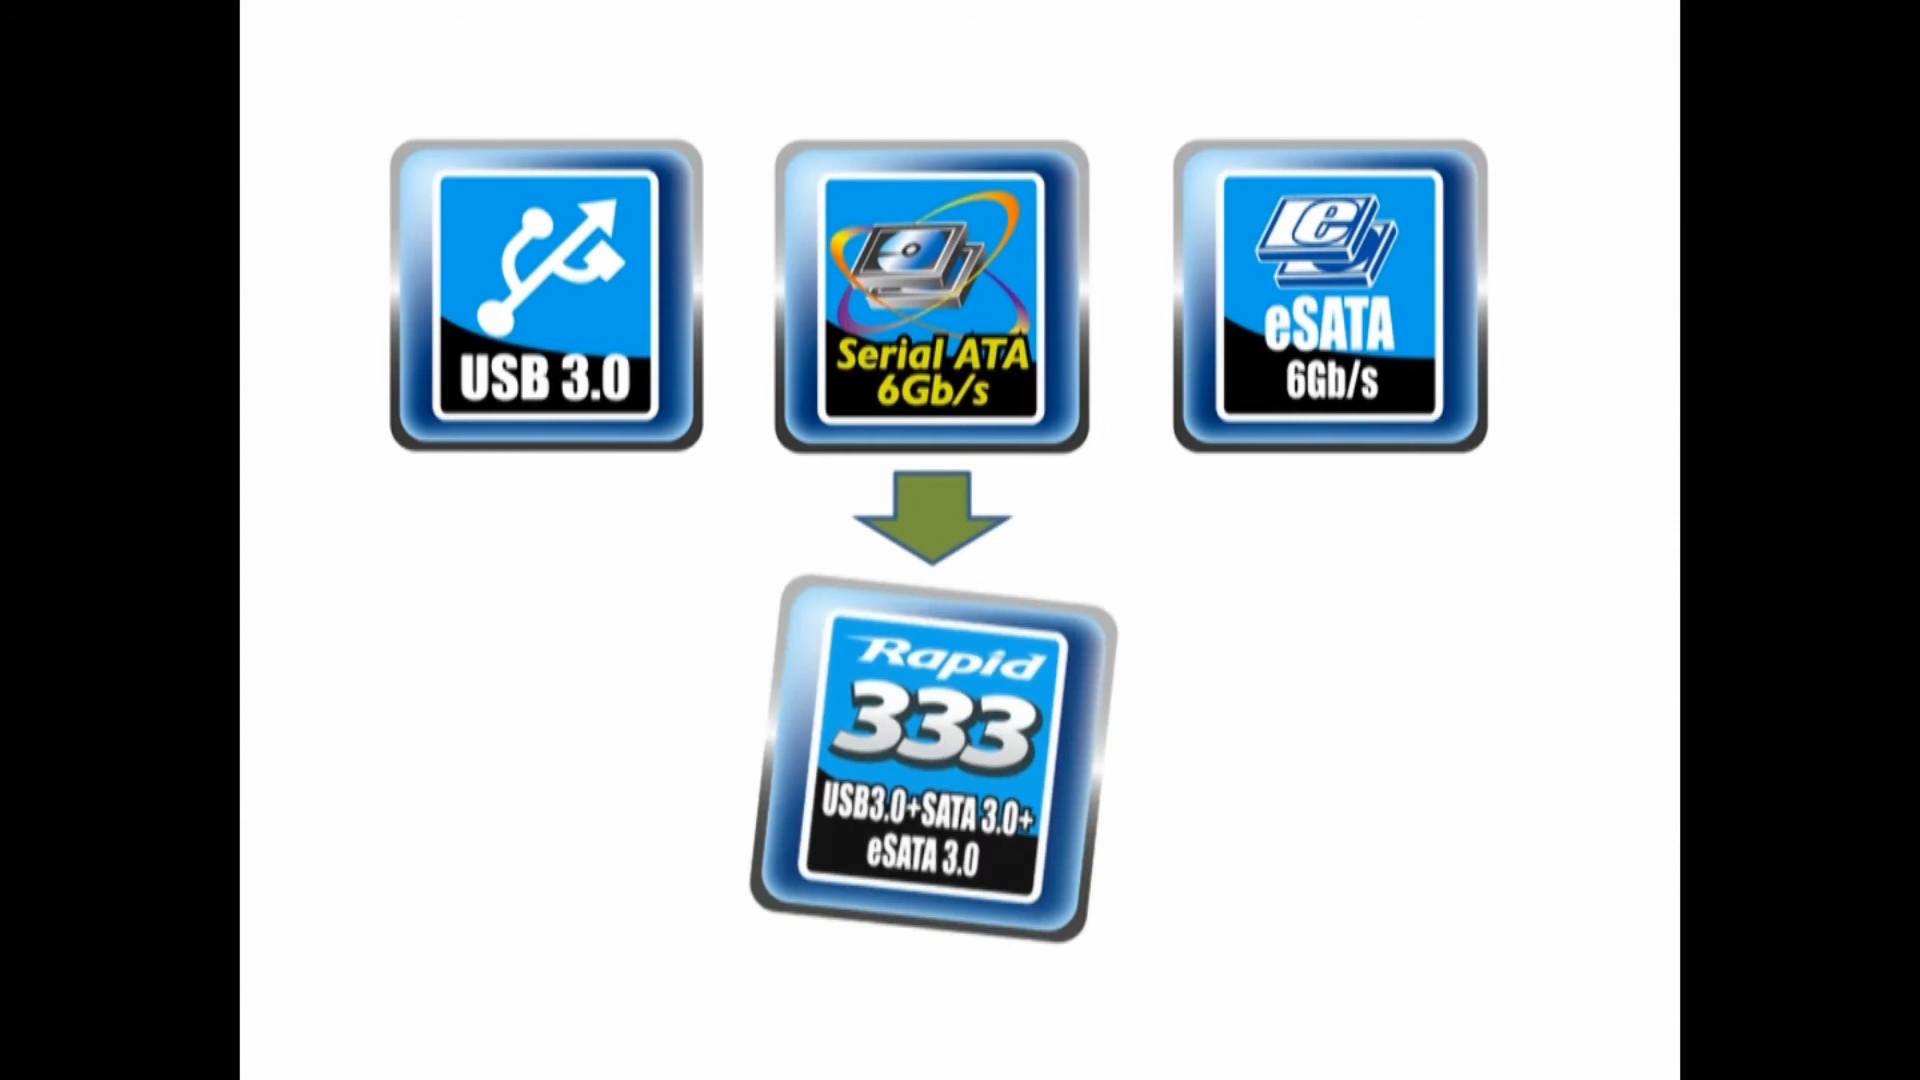 USB 3.0
Serial ATA
6Gb/s
e
eSATA
6Gb/s
Rapid
333
USB3.0+SATA 3.0+
eSATA 3.0